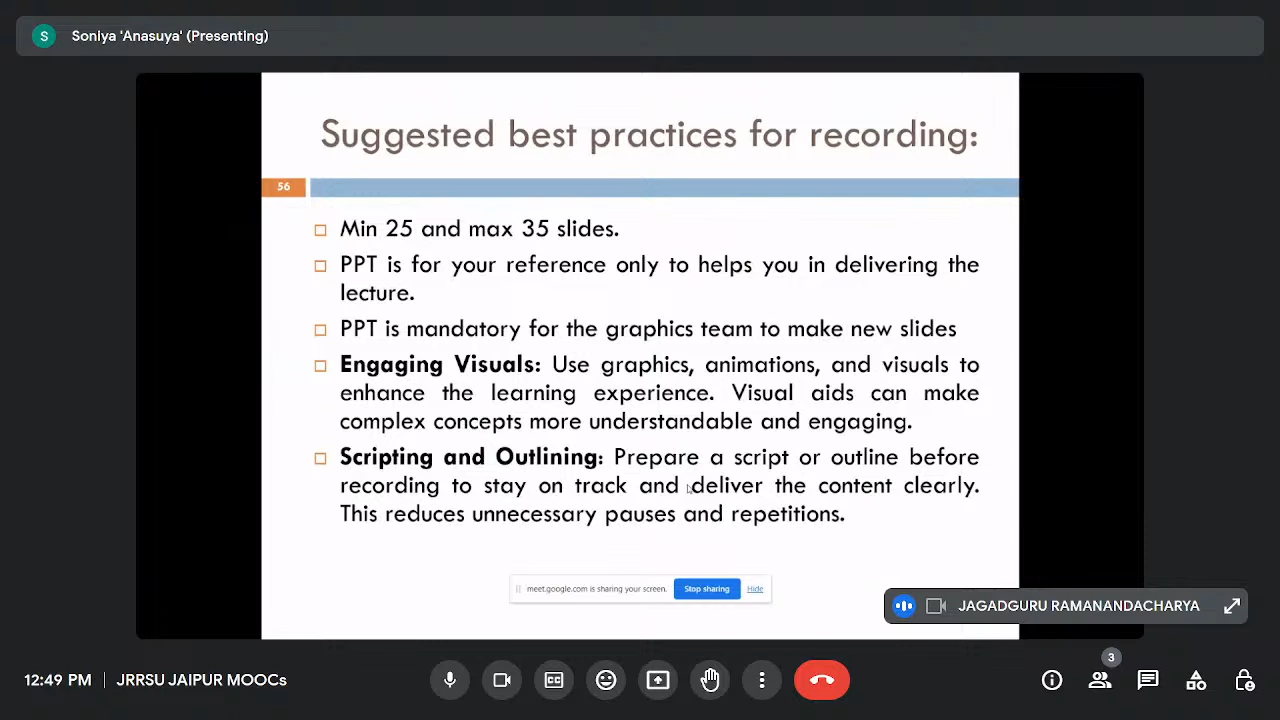 S Soniya 'Anasuya' (Presenting)
Suggested best practices for recording:
56
Min 25 and max 35 slides.
PPT is for your reference only to helps you in delivering the
lecture.
PPT is mandatory for the graphics team to make new slides
Engaging Visuals: Use graphics, animations, and visuals to
enhance the learning experience. Visual aids can make
complex concepts more understandable and engaging.
Scripting and Outlining: Prepare a script or outline before
recording to stay on track and deliver the content clearly.
This reduces unnecessary pauses and repetitions.
meet.google.com is sharing your screen. Stop sharing Hide
JAGADGURU RAMANANDACHARYA
12:49 PM JRRSU JAIPUR MOOCs
3